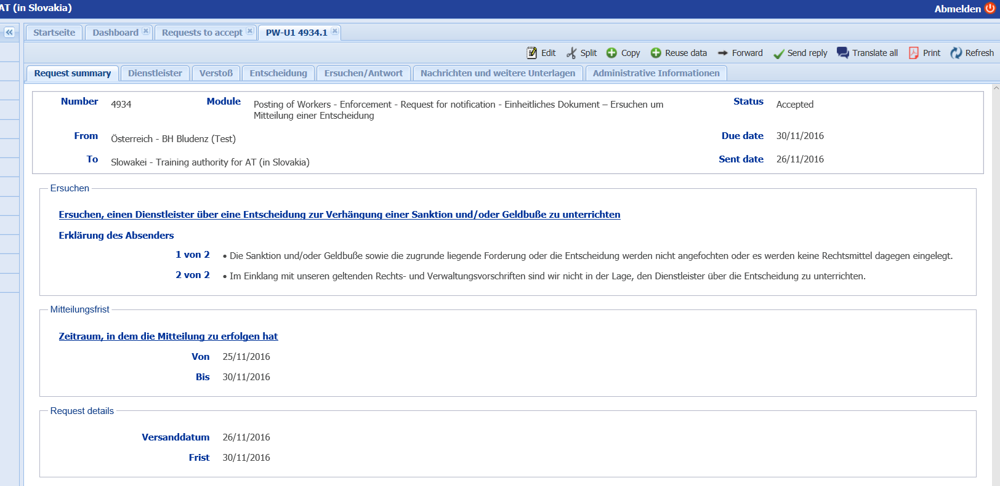 AT (in Slovakia)
Abmelden
Startseite Dashboard Requests to accept PW-U1 4934.1
Edit Split Copy Reuse data Forward Send reply Translate all Print Refresh
Request summary Dienstleister Verstoß Entscheidung Ersuchen/Antwort Nachrichten und weitere Unterlagen Administrative Informationen
Number 4934 Module Posting of Workers - Enforcement - Request for notification - Einheitliches Dokument – Ersuchen um Status Accepted
Mitteilung einer Entscheidung
From Österreich - BH Bludenz (Test) Due date 30/11/2016
To Slowakei - Training authority for AT (in Slovakia) Sent date 26/11/2016
Ersuchen
Ersuchen, einen Dienstleister über eine Entscheidung zur Verhängung einer Sanktion und/oder Geldbuße zu unterrichten
Erklärung des Absenders
1 von 2 • Die Sanktion und/oder Geldbuße sowie die zugrunde liegende Forderung oder die Entscheidung werden nicht angefochten oder es werden keine Rechtsmittel dagegen eingelegt.
2 von 2 • Im Einklang mit unseren geltenden Rechts- und Verwaltungsvorschriften sind wir nicht in der Lage, den Dienstleister über die Entscheidung zu unterrichten.
Mitteilungsfrist
Zeitraum, in dem die Mitteilung zu erfolgen hat
Von 25/11/2016
Bis 30/11/2016
Request details
Versanddatum 26/11/2016
Frist 30/11/2016